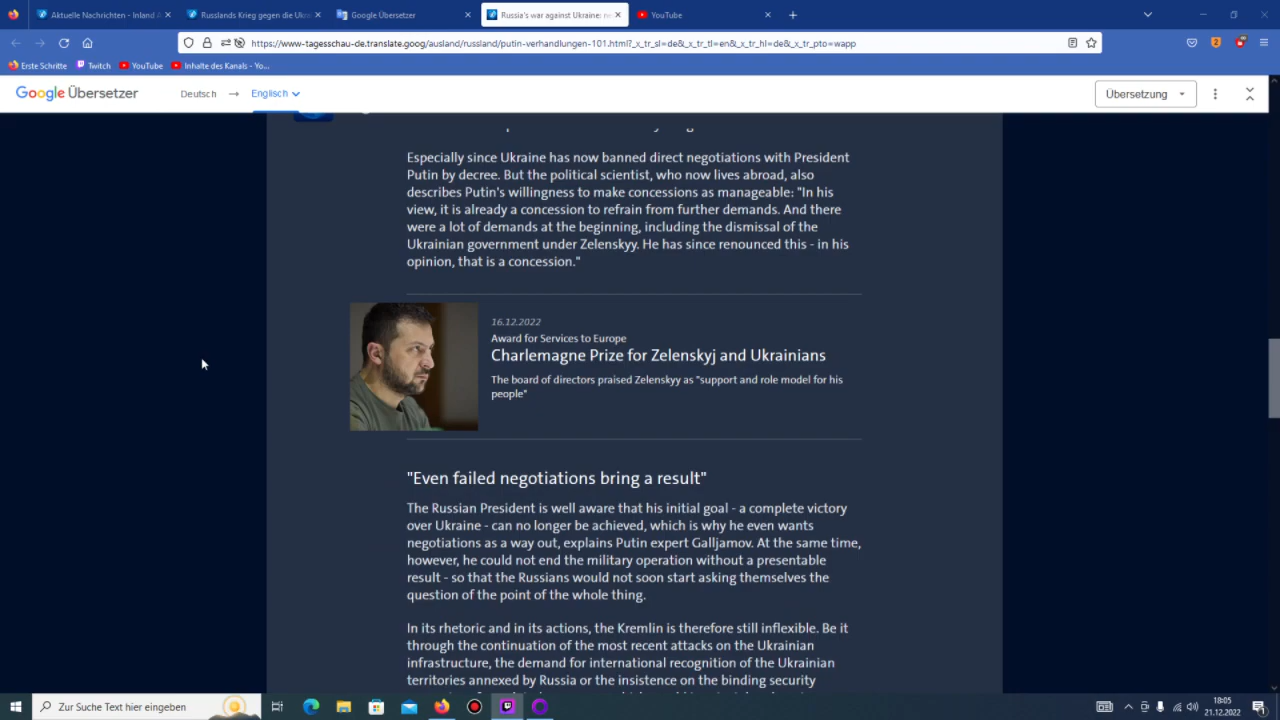 Aktuelle Nachrichten - Inland A
Russlands Krieg gegen die Ukrai
Google Übersetzer
Russia's war against Ukraine: ne
YouTube
https://www-tagesschau-de.translate.goog/ausland/russland/putin-verhandlungen-101.html?_x_tr_sl=de&_x_tr_tl=en&_x_tr_hl=de&_x_tr_pto=wapp
2
Erste Schritte
Twitch
YouTube
Inhalte des Kanals - Yo...
Google Übersetzer
Deutsch → Englisch
Übersetzung
Especially since Ukraine has now banned direct negotiations with President
Putin by decree. But the political scientist, who now lives abroad, also
describes Putin's willingness to make concessions as manageable: "In his
view, it is already a concession to refrain from further demands. And there
were a lot of demands at the beginning, including the dismissal of the
Ukrainian government under Zelenskyy. He has since renounced this - in his
opinion, that is a concession."
16.12.2022
Award for Services to Europe
Charlemagne Prize for Zelenskyj and Ukrainians
The board of directors praised Zelenskyy as "support and role model for his
people"
"Even failed negotiations bring a result"
The Russian President is well aware that his initial goal - a complete victory
over Ukraine - can no longer be achieved, which is why he even wants
negotiations as a way out, explains Putin expert Galljamov. At the same time,
however, he could not end the military operation without a presentable
result - so that the Russians would not soon start asking themselves the
question of the point of the whole thing.
In its rhetoric and in its actions, the Kremlin is therefore still inflexible. Be it
through the continuation of the most recent attacks on the Ukrainian
infrastructure, the demand for international recognition of the Ukrainian
territories annexed by Russia or the insistence on the binding security
Zur Suche Text hier eingeben
18:05
21.12.2022
1